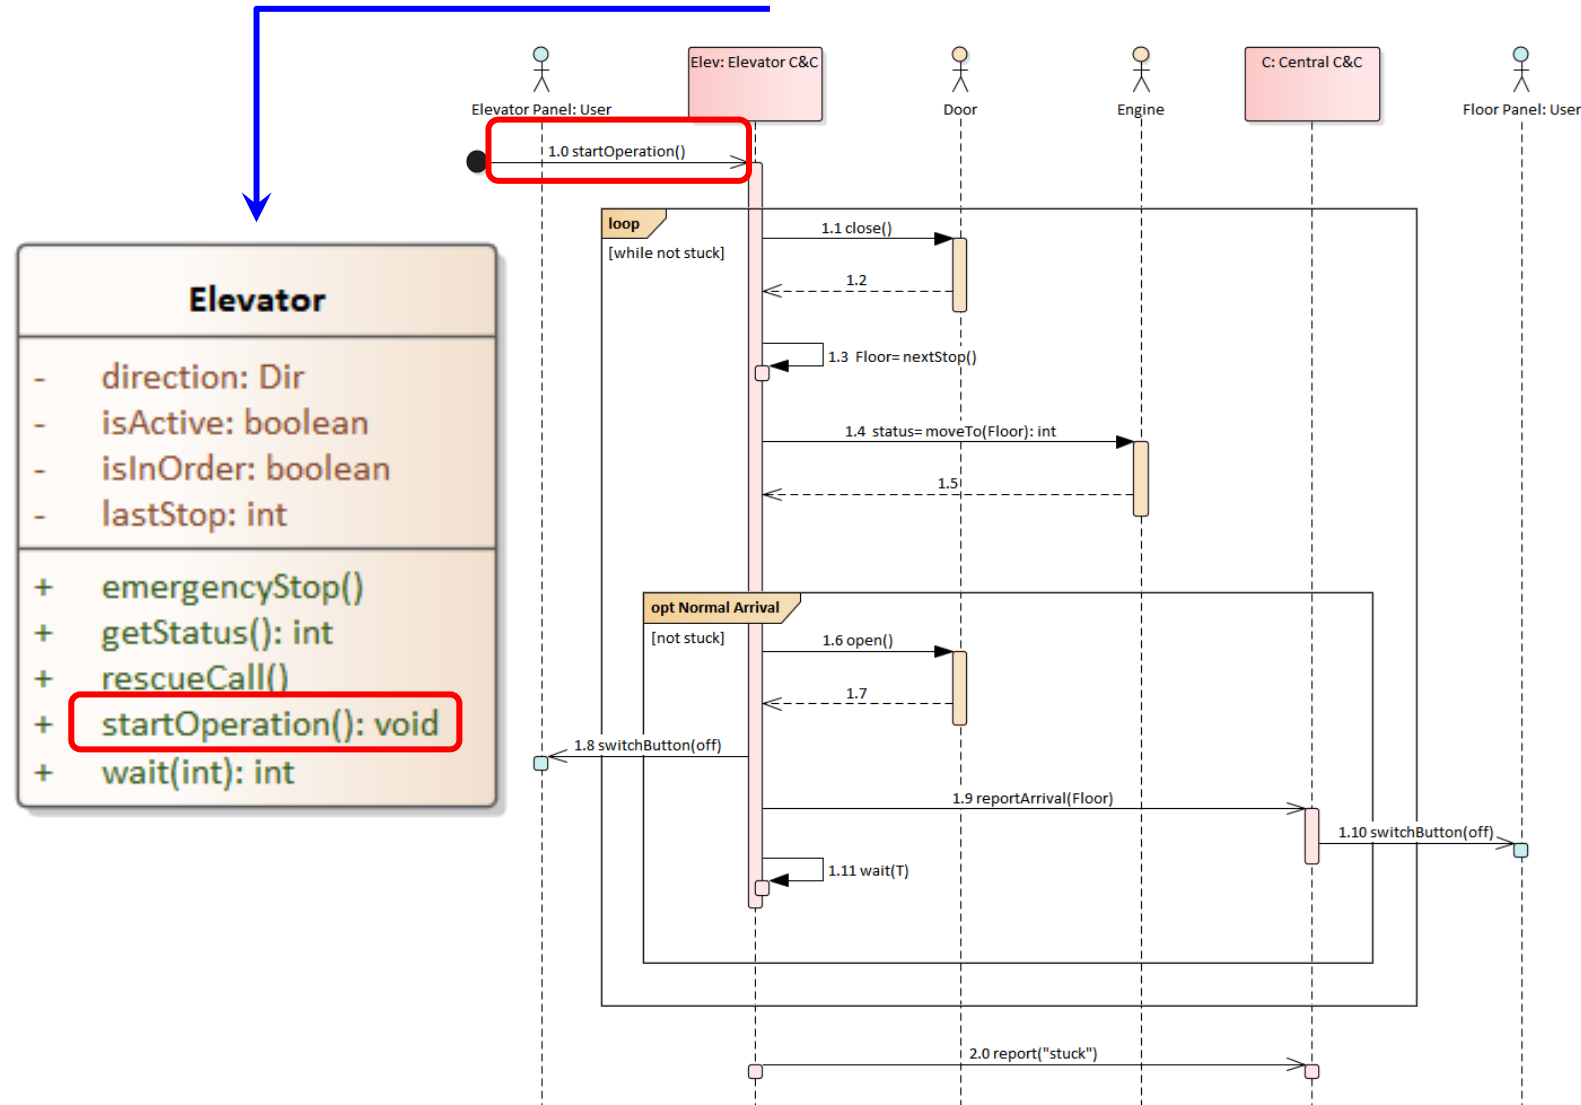 Elev: Elevator C&C
C: Central C&C
Elevator Panel: User
Door
Engine
Floor Panel: User
1.0 startOperation()
loop
[while not stuck]
1.1 close()
1.2
1.3 Floor= nextStop()
1.4 status= moveTo(Floor): int
1.5
opt Normal Arrival
[not stuck]
1.6 open()
1.7
1.8 switchButton(off)
1.9 reportArrival(Floor)
1.10 switchButton(off)
1.11 wait(T)
2.0 report("stuck")
Elevator
- direction: Dir
- isActive: boolean
- isInOrder: boolean
- lastStop: int
+ emergencyStop()
+ getStatus(): int
+ rescueCall()
+ startOperation(): void
+ wait(int): int